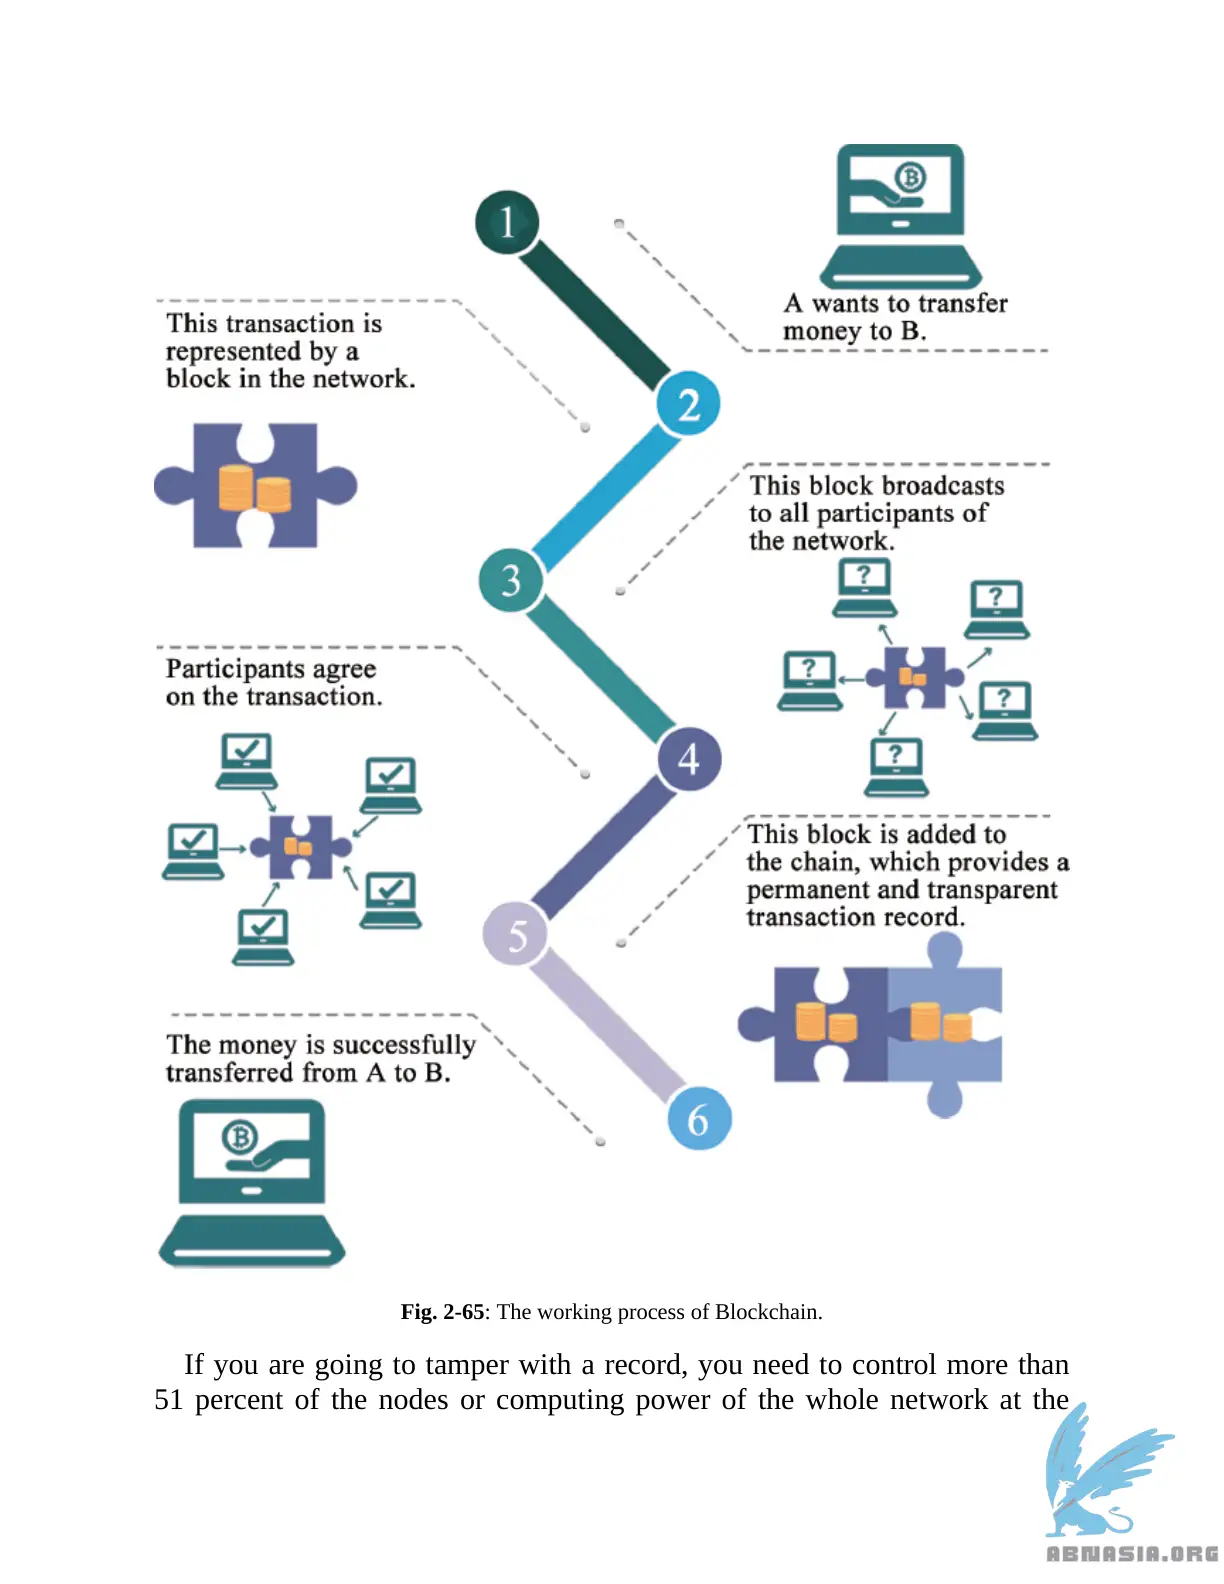 1
A wants to transfer
money to B.
This transaction is
represented by a
block in the network.
2
This block broadcasts
to all participants of
the network.
3
?
?
?
?
?
Participants agree
on the transaction.
4
This block is added to
the chain, which provides a
permanent and transparent
transaction record.
5
The money is successfully
transferred from A to B.
6
Fig. 2-65: The working process of Blockchain.
If you are going to tamper with a record, you need to control more than
51 percent of the nodes or computing power of the whole network at the
ABNASIA.ORG